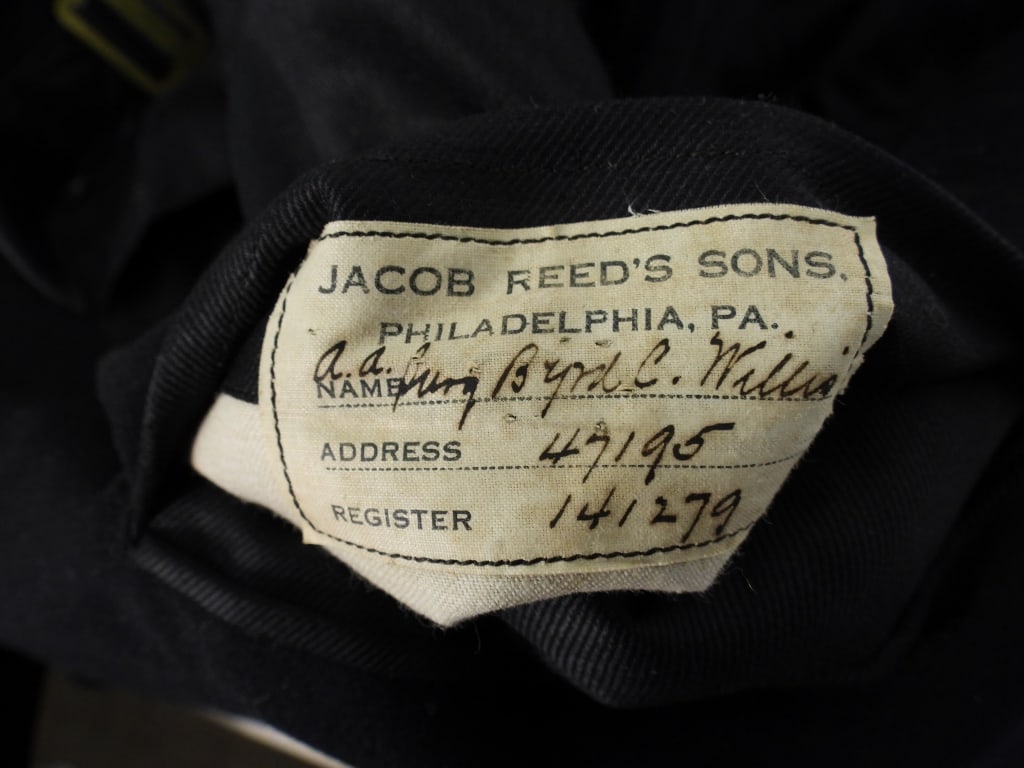 JACOB REED'S SONS.
PHILADELPHIA, PA.
NAME A. A. Surg Byrd C. Willis
ADDRESS 47195
REGISTER 141279